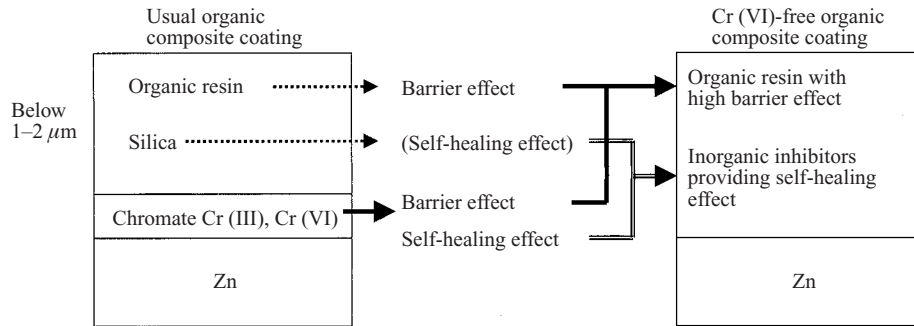 Usual organic
composite coating
Cr (VI)-free organic
composite coating
Below
1–2 μm
Organic resin
Silica
Chromate Cr (III), Cr (VI)
Zn
Barrier effect
(Self-healing effect)
Barrier effect
Self-healing effect
Organic resin with
high barrier effect
Inorganic inhibitors
providing self-healing
effect
Zn